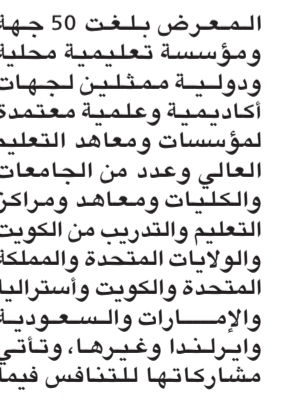 المعرض بلغت 50 جهة
ومؤسسة تعليمية محلية
ودولية ممثلين لجهات
أكاديمية وعلمية معتمدة
لمؤسسات ومعاهد التعليم
العالي وعدد من الجامعات
والكليات ومعاهد ومراكز
التعليم والتدريب من الكويت
والولايات المتحدة والمملكة
المتحدة والكويت وأستراليا
والإمارات والسعودية
وايرلندا وغيرها، وتأتي
مشاركاتها للتنافس فيما